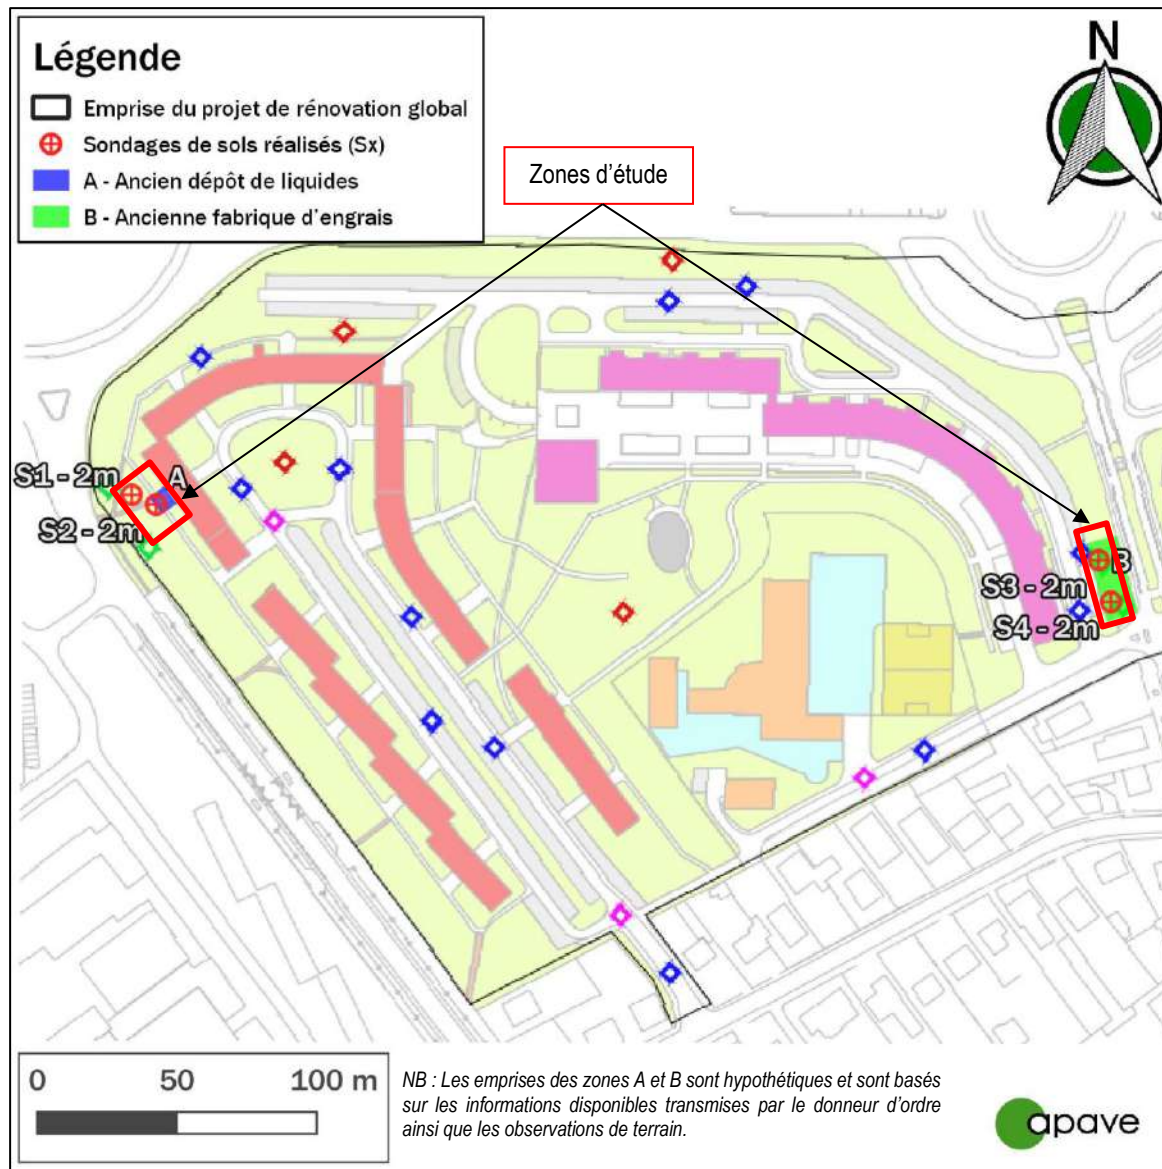 Légende
Emprise du projet de rénovation global
Sondages de sols réalisés (Sx)
A - Ancien dépôt de liquides
B - Ancienne fabrique d'engrais
N
Zones d'étude
S1 - 2m
A
S2 - 2m
B
S3 - 2m
S4 - 2m
0 50 100 m
NB : Les emprises des zones A et B sont hypothétiques et sont basés
sur les informations disponibles transmises par le donneur d'ordre
ainsi que les observations de terrain.
apave